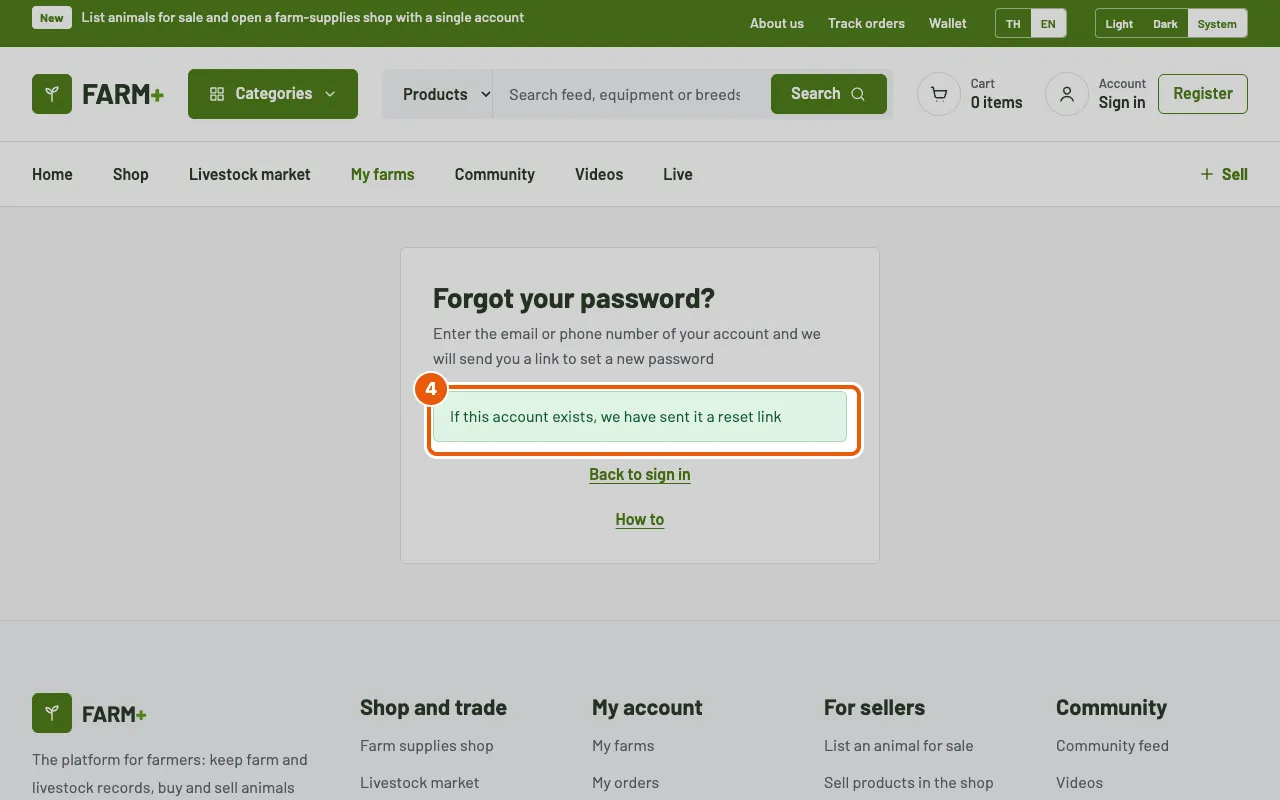 New List animals for sale and open a farm-supplies shop with a single account
About us Track orders Wallet TH EN Light Dark System
FARM+ Categories Products Search feed, equipment or breeds Search Cart 0 items Account Sign in Register
Home Shop Livestock market My farms Community Videos Live + Sell
Forgot your password?
Enter the email or phone number of your account and we
will send you a link to set a new password
4
If this account exists, we have sent it a reset link
Back to sign in
How to
FARM+
The platform for farmers: keep farm and
livestock records, buy and sell animals
Shop and trade
Farm supplies shop
Livestock market
My account
My farms
My orders
For sellers
List an animal for sale
Sell products in the shop
Community
Community feed
Videos